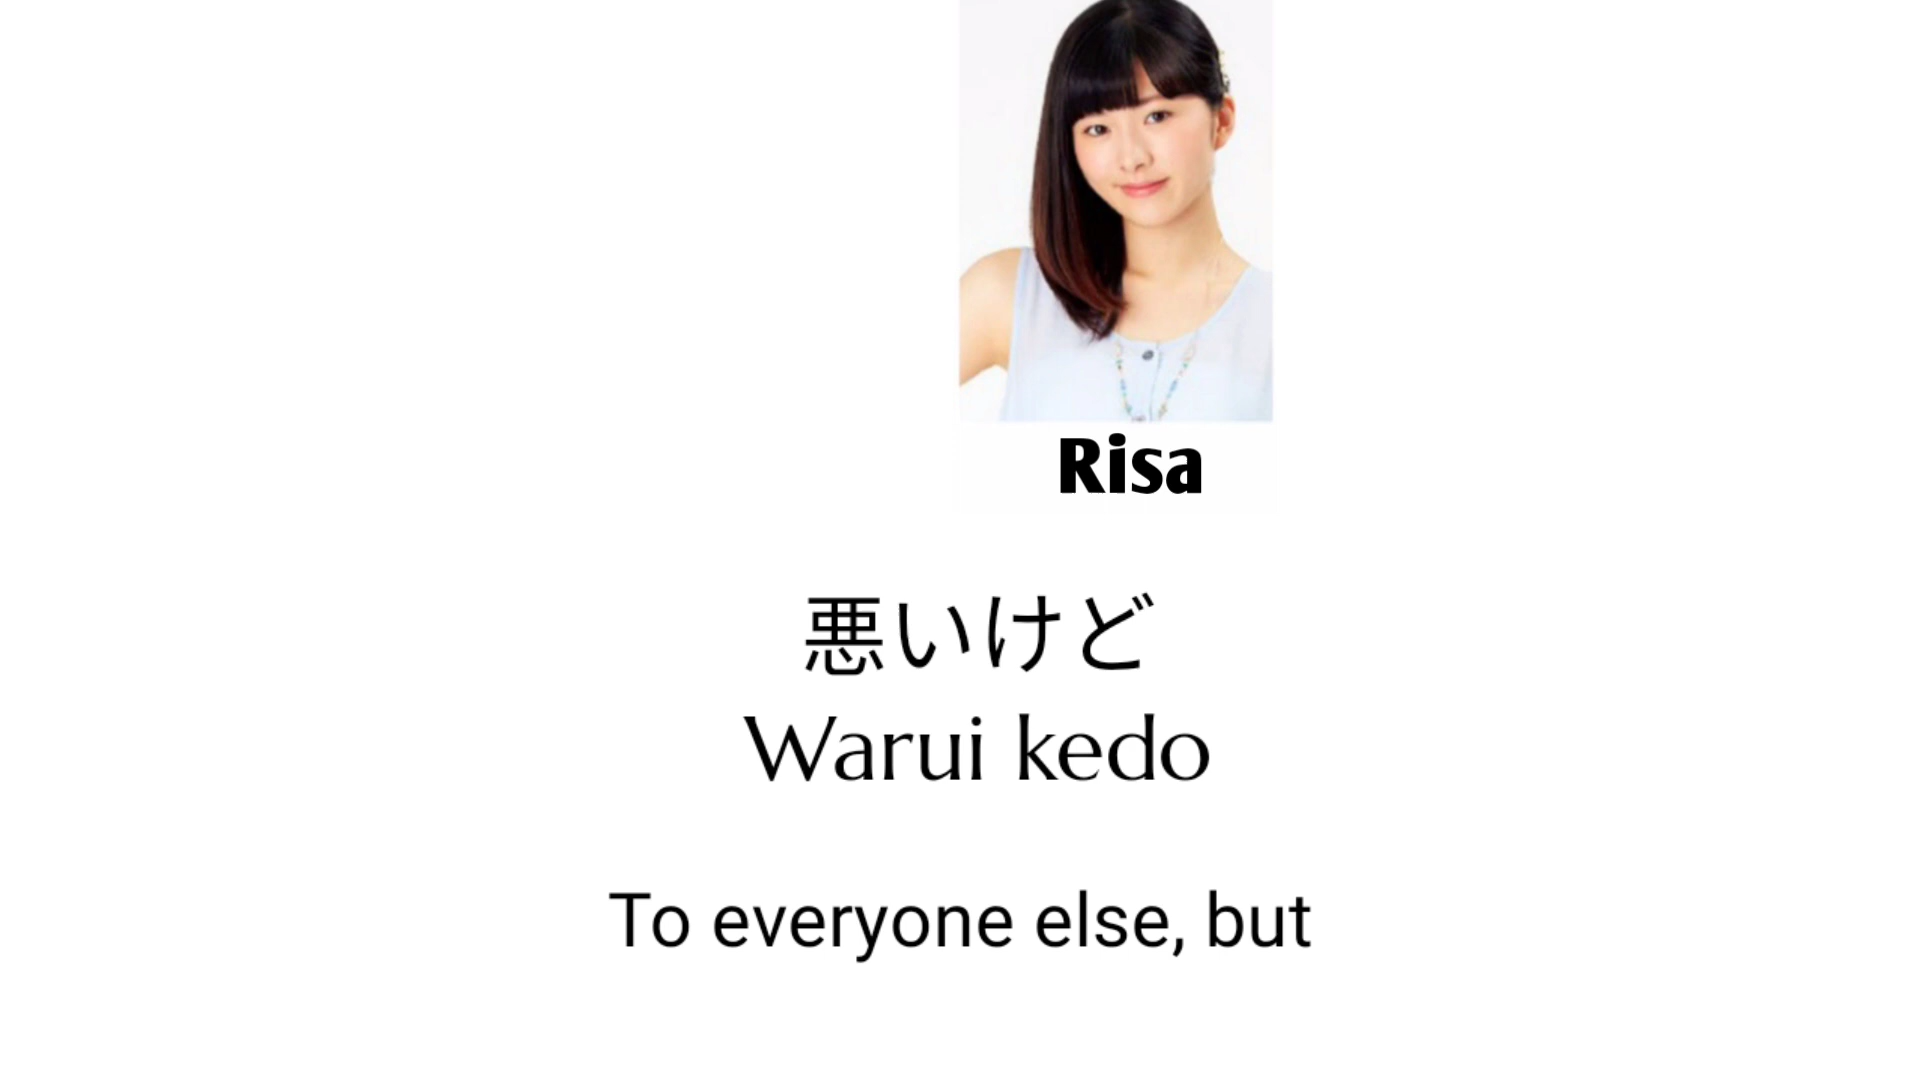 Risa
悪いけど
Warui kedo
To everyone else, but